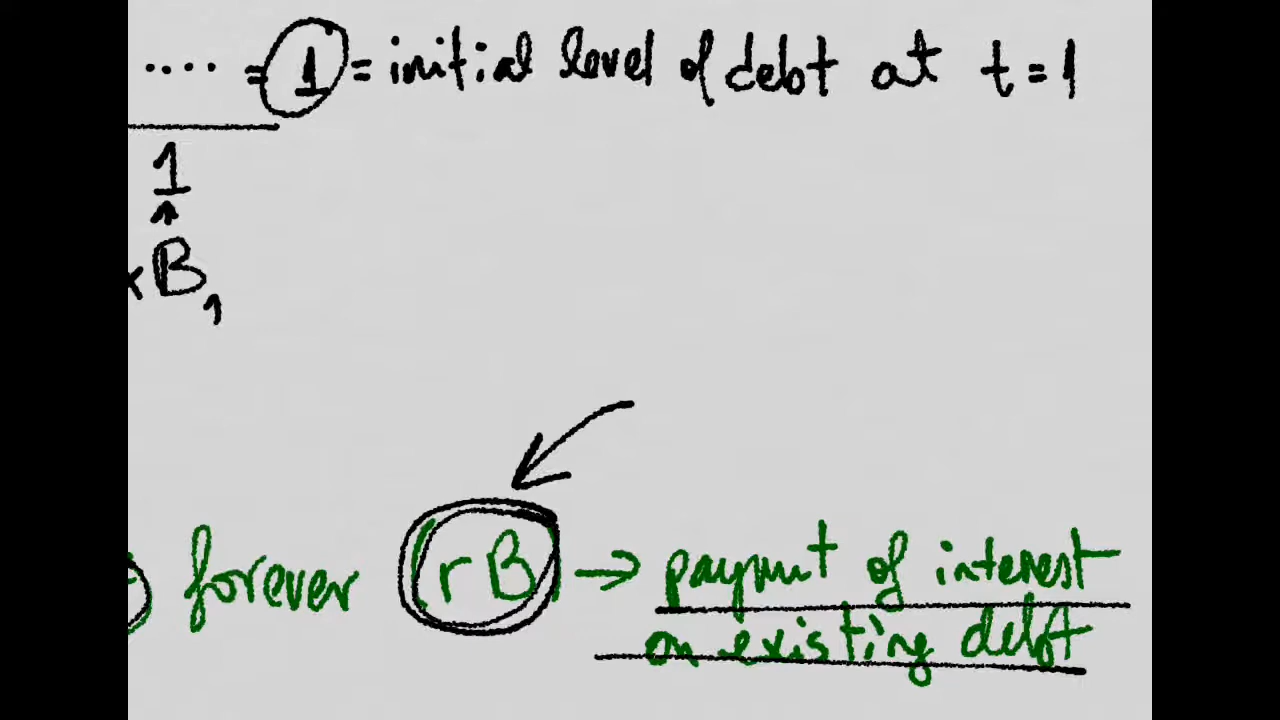 .... = 1 = initial level of debt at t = 1
1
B1
forever (rB) → payment of interest
on existing debt